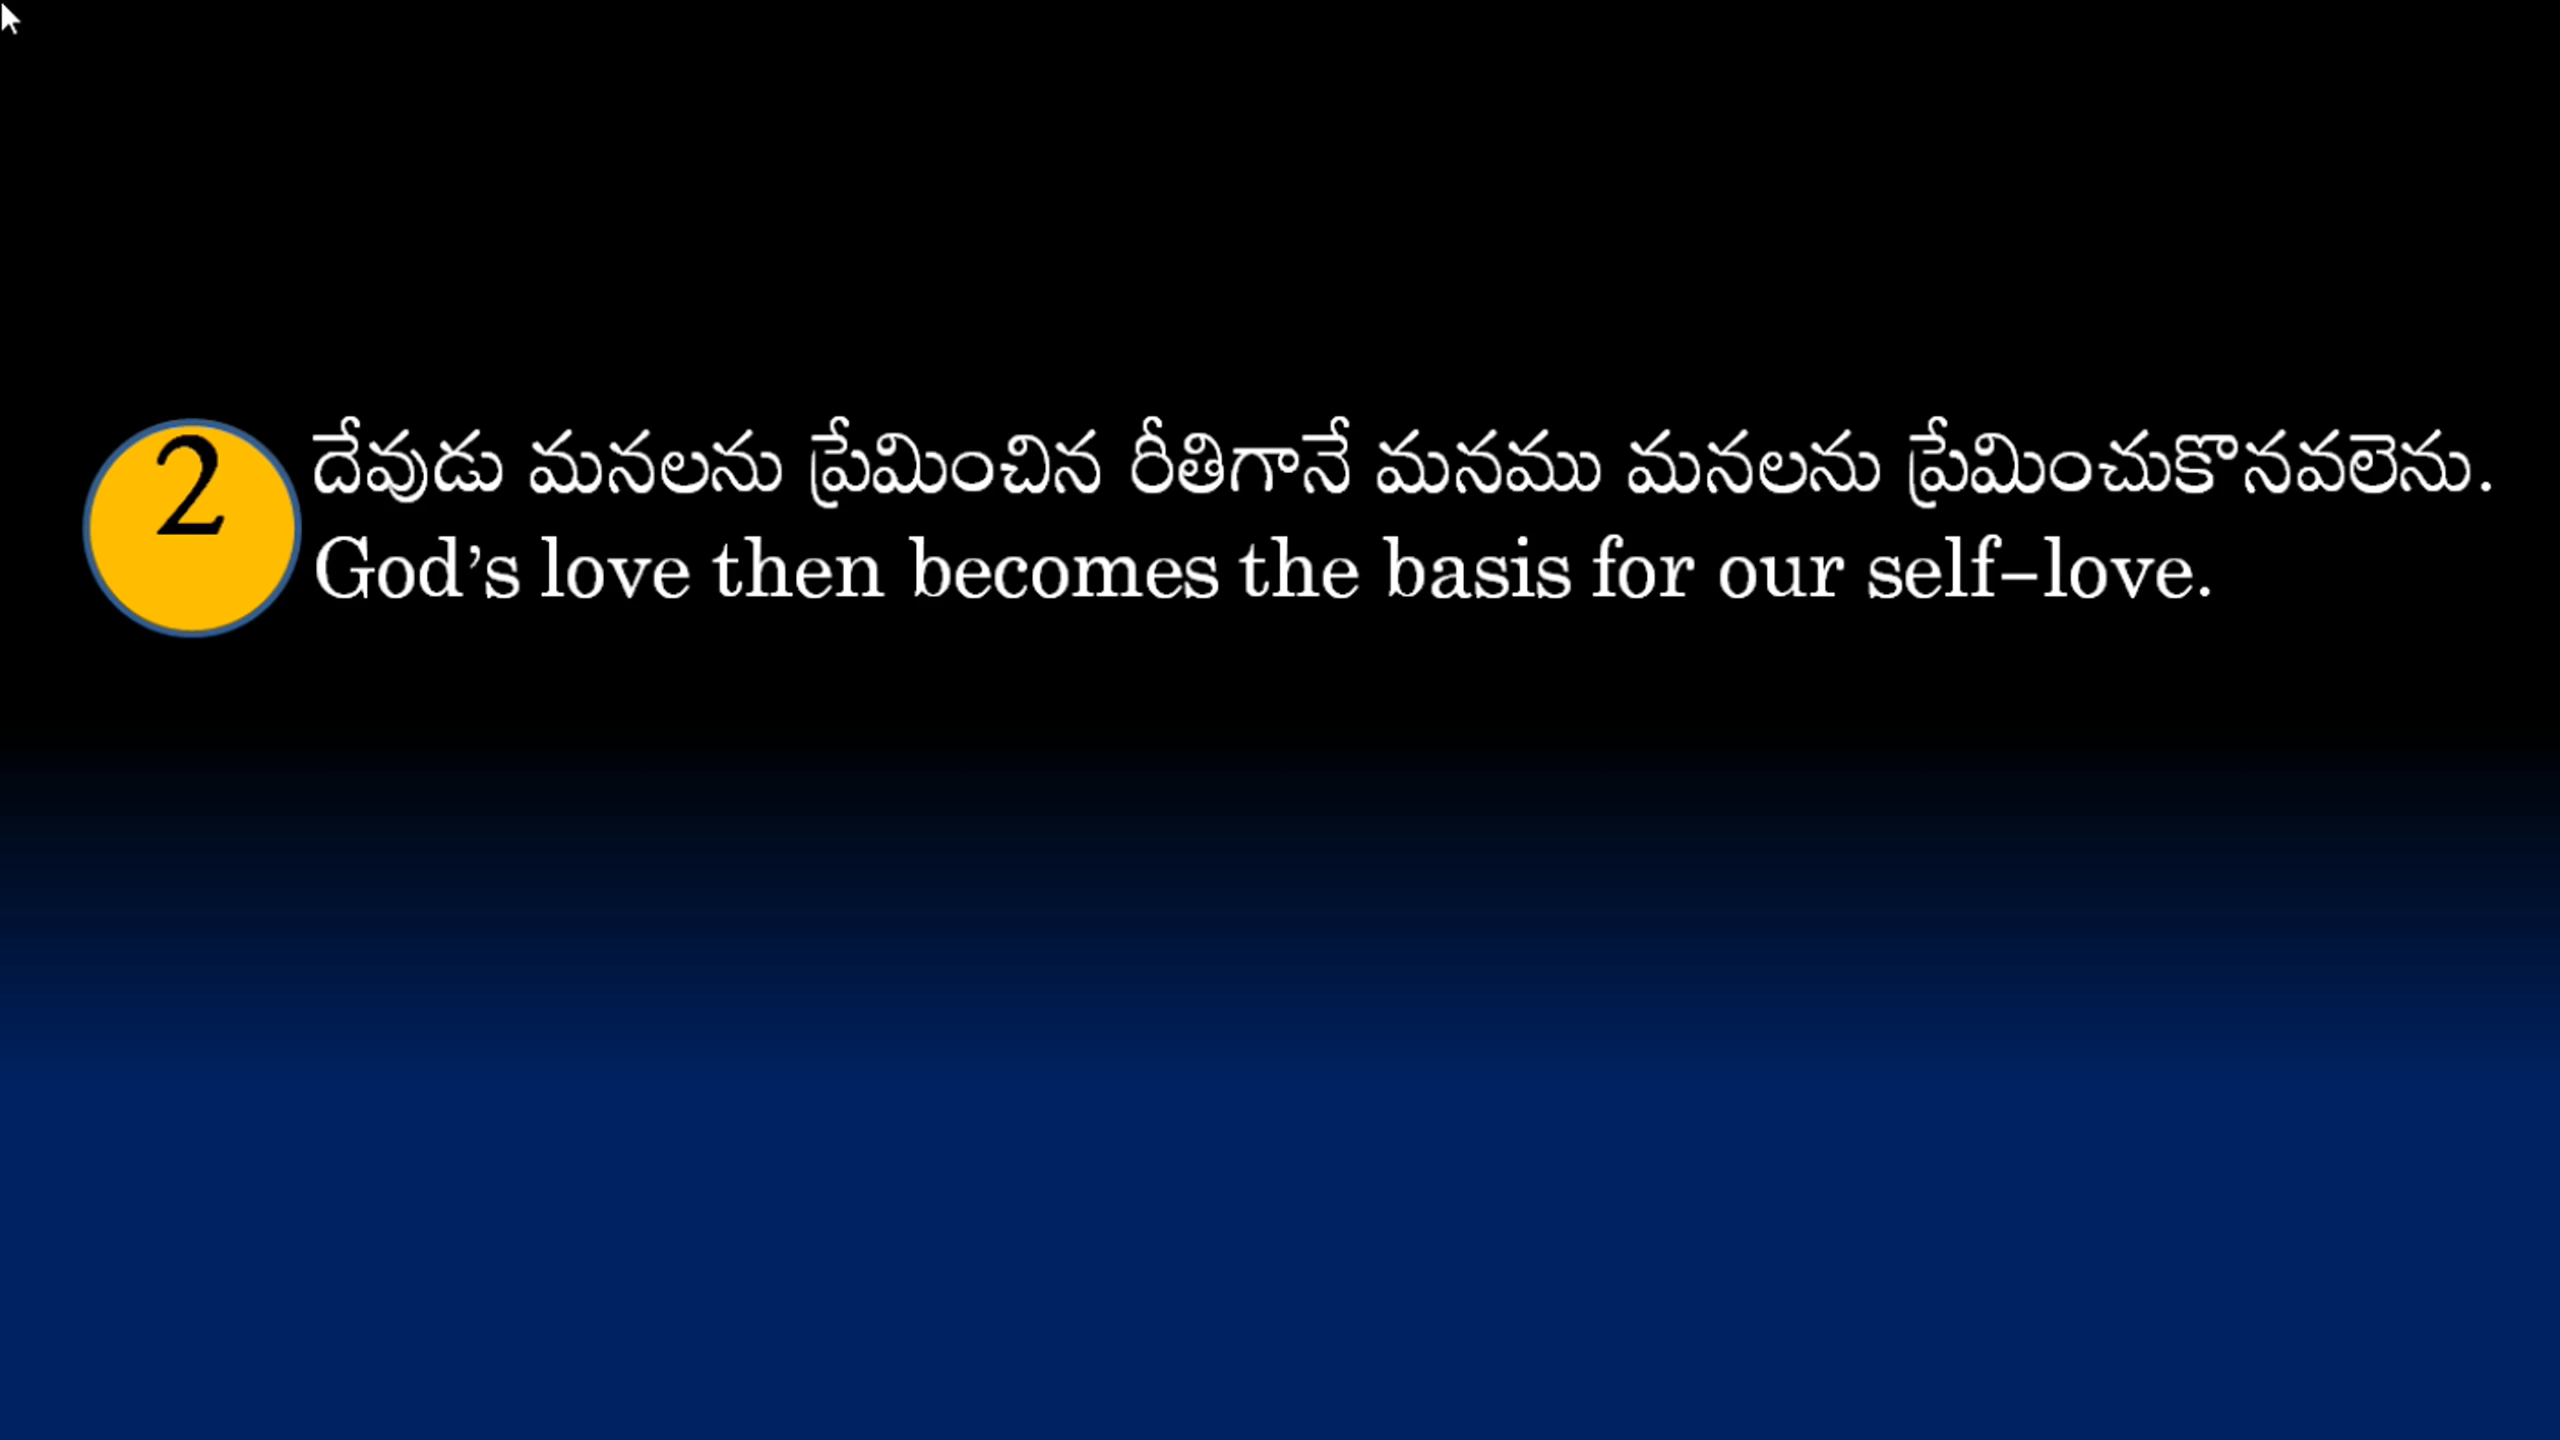 2
దేవుడు మనలను ప్రేమించిన రీతిగానే మనము మనలను ప్రేమించుకొనవలెను.
God’s love then becomes the basis for our self-love.